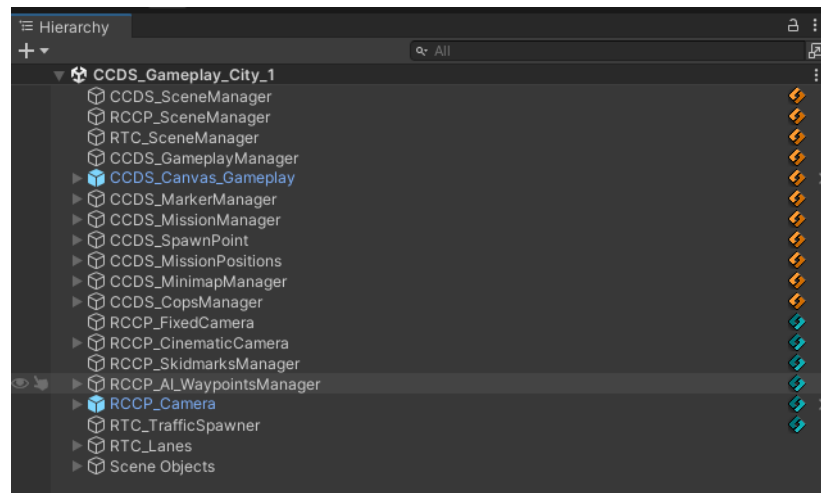 Hierarchy
All
CCDS_Gameplay_City_1
CCDS_SceneManager
RCCP_SceneManager
RTC_SceneManager
CCDS_GameplayManager
CCDS_Canvas_Gameplay
CCDS_MarkerManager
CCDS_MissionManager
CCDS_SpawnPoint
CCDS_MissionPositions
CCDS_MinimapManager
CCDS_CopsManager
RCCP_FixedCamera
RCCP_CinematicCamera
RCCP_SkidmarksManager
RCCP_AI_WaypointsManager
RCCP_Camera
RTC_TrafficSpawner
RTC_Lanes
Scene Objects